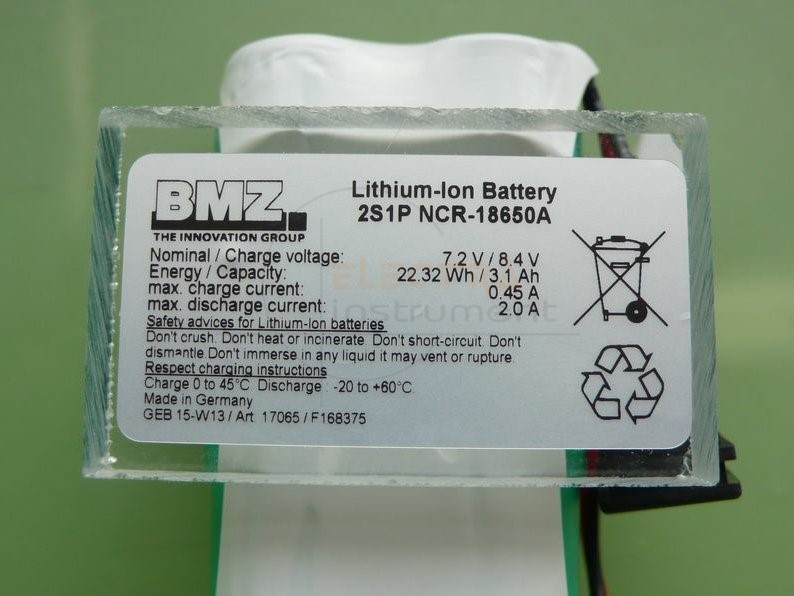 BMZ
THE INNOVATION GROUP
Lithium-Ion Battery
2S1P NCR-18650A
Nominal / Charge voltage: 7.2 V / 8.4 V
Energy / Capacity: 22.32 Wh / 3.1 Ah
max. charge current: 0.45 A
max. discharge current: 2.0 A
Safety advices for Lithium-Ion batteries
Don't crush. Don't heat or incinerate. Don't short-circuit. Don't
dismantle Don't immerse in any liquid it may vent or rupture.
Respect charging instructions
Charge 0 to 45°C. Discharge : -20 to +60°C.
Made in Germany
GEB 15-W13 / Art. 17065 / F168375
instrument